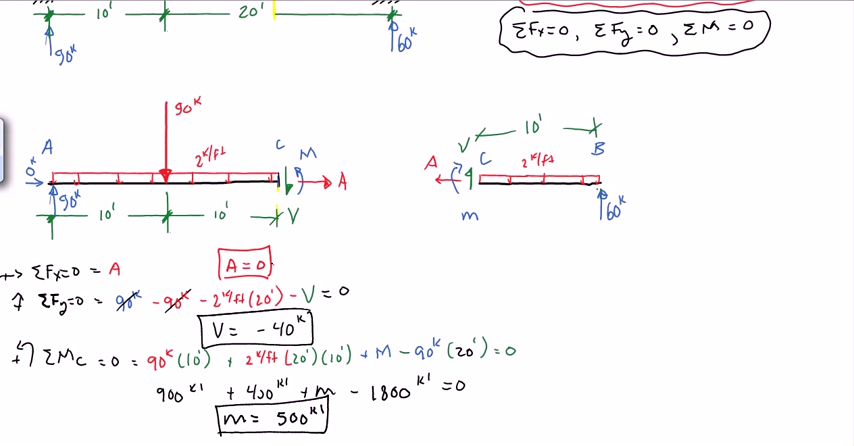 10' 20'
90ᴷ 60ᴷ
ΣFx=0, ΣFy=0, ΣM=0
90ᴷ
A 2ᴷ/ft C M
0ᴷ A
90ᴷ
10' 10' V
10'
V B
A C 2ᴷ/ft
m 60ᴷ
→+ ΣFx=0 = A A=0
↑+ ΣFy=0 = 90ᴷ - 90ᴷ - 2ᴷ/ft(20') - V = 0
V = -40ᴷ
+ ΣMc = 0 = 90ᴷ(10') + 2ᴷ/ft(20')(10') + M - 90ᴷ(20') = 0
900ᴷ' + 400ᴷ' + m - 1800ᴷ' = 0
m = 500ᴷ'